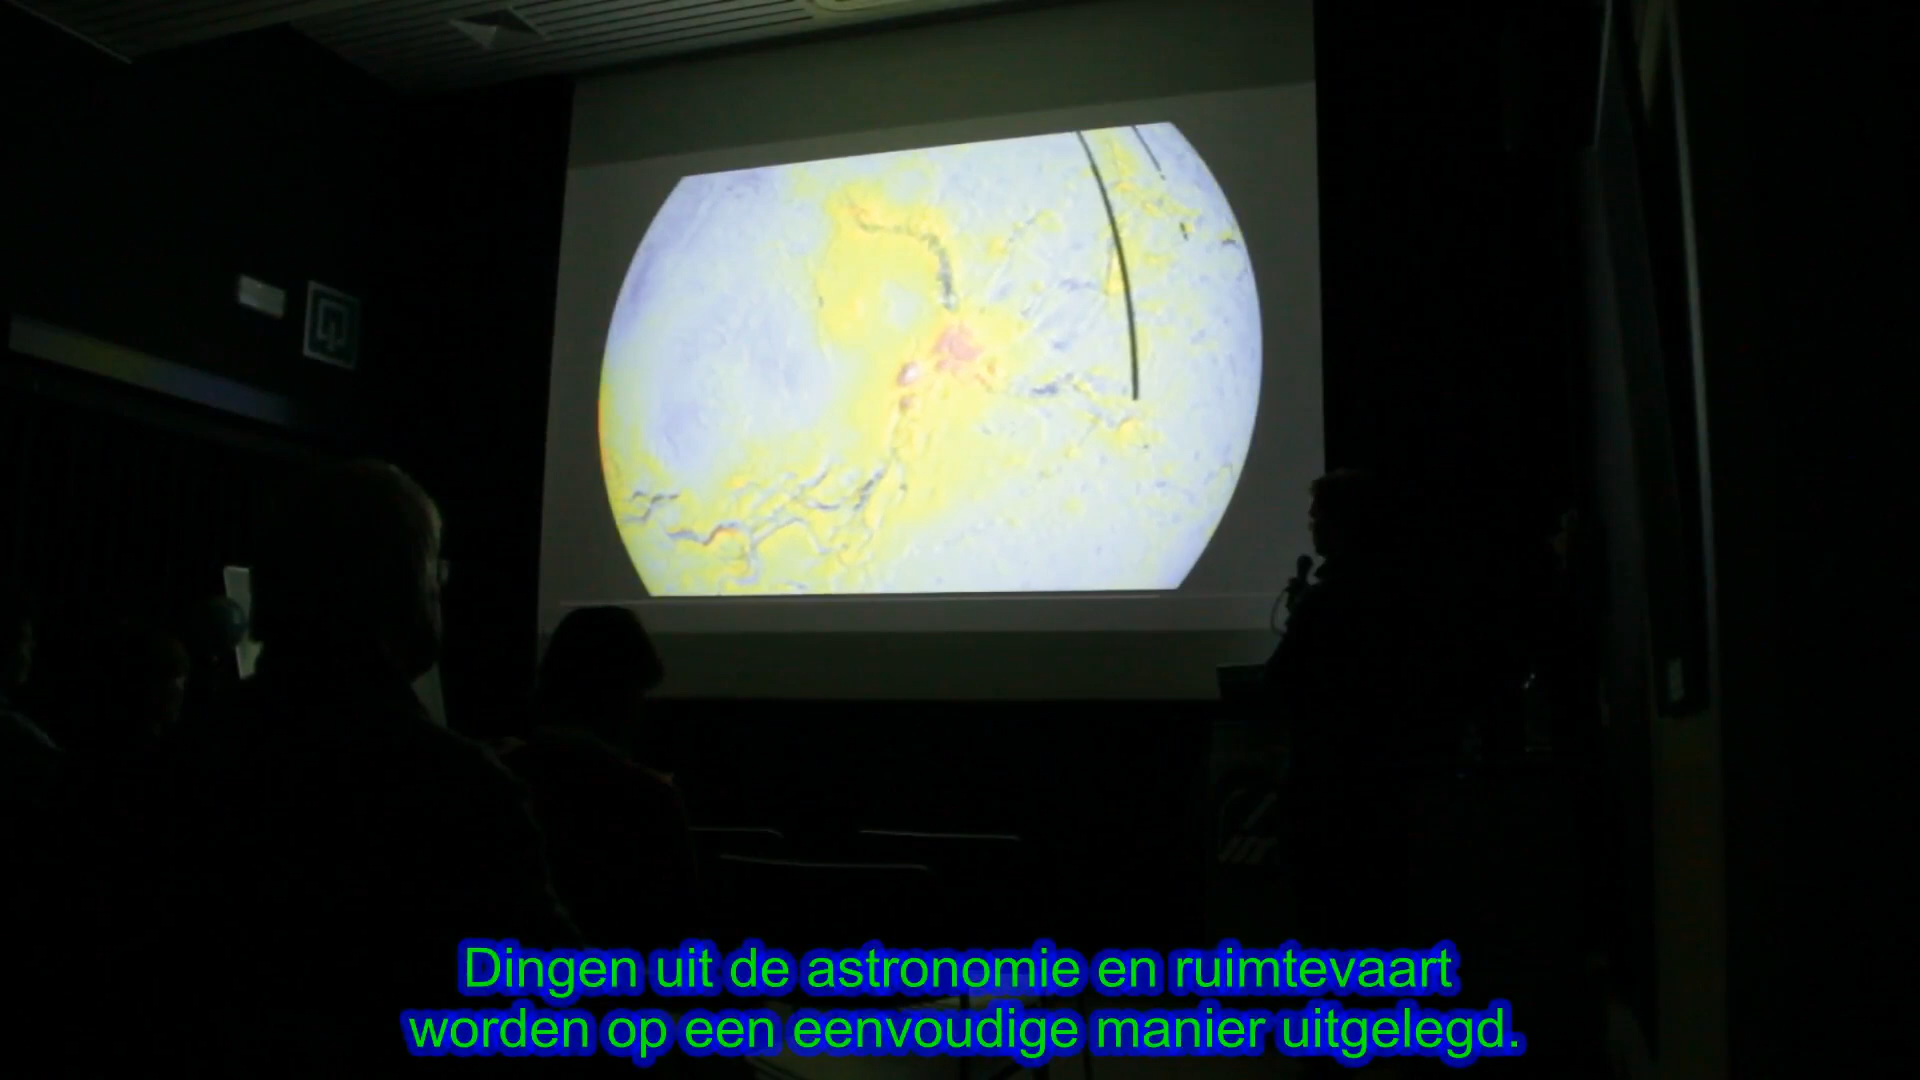 Dingen uit de astronomie en ruimtevaart
worden op een eenvoudige manier uitgelegd.